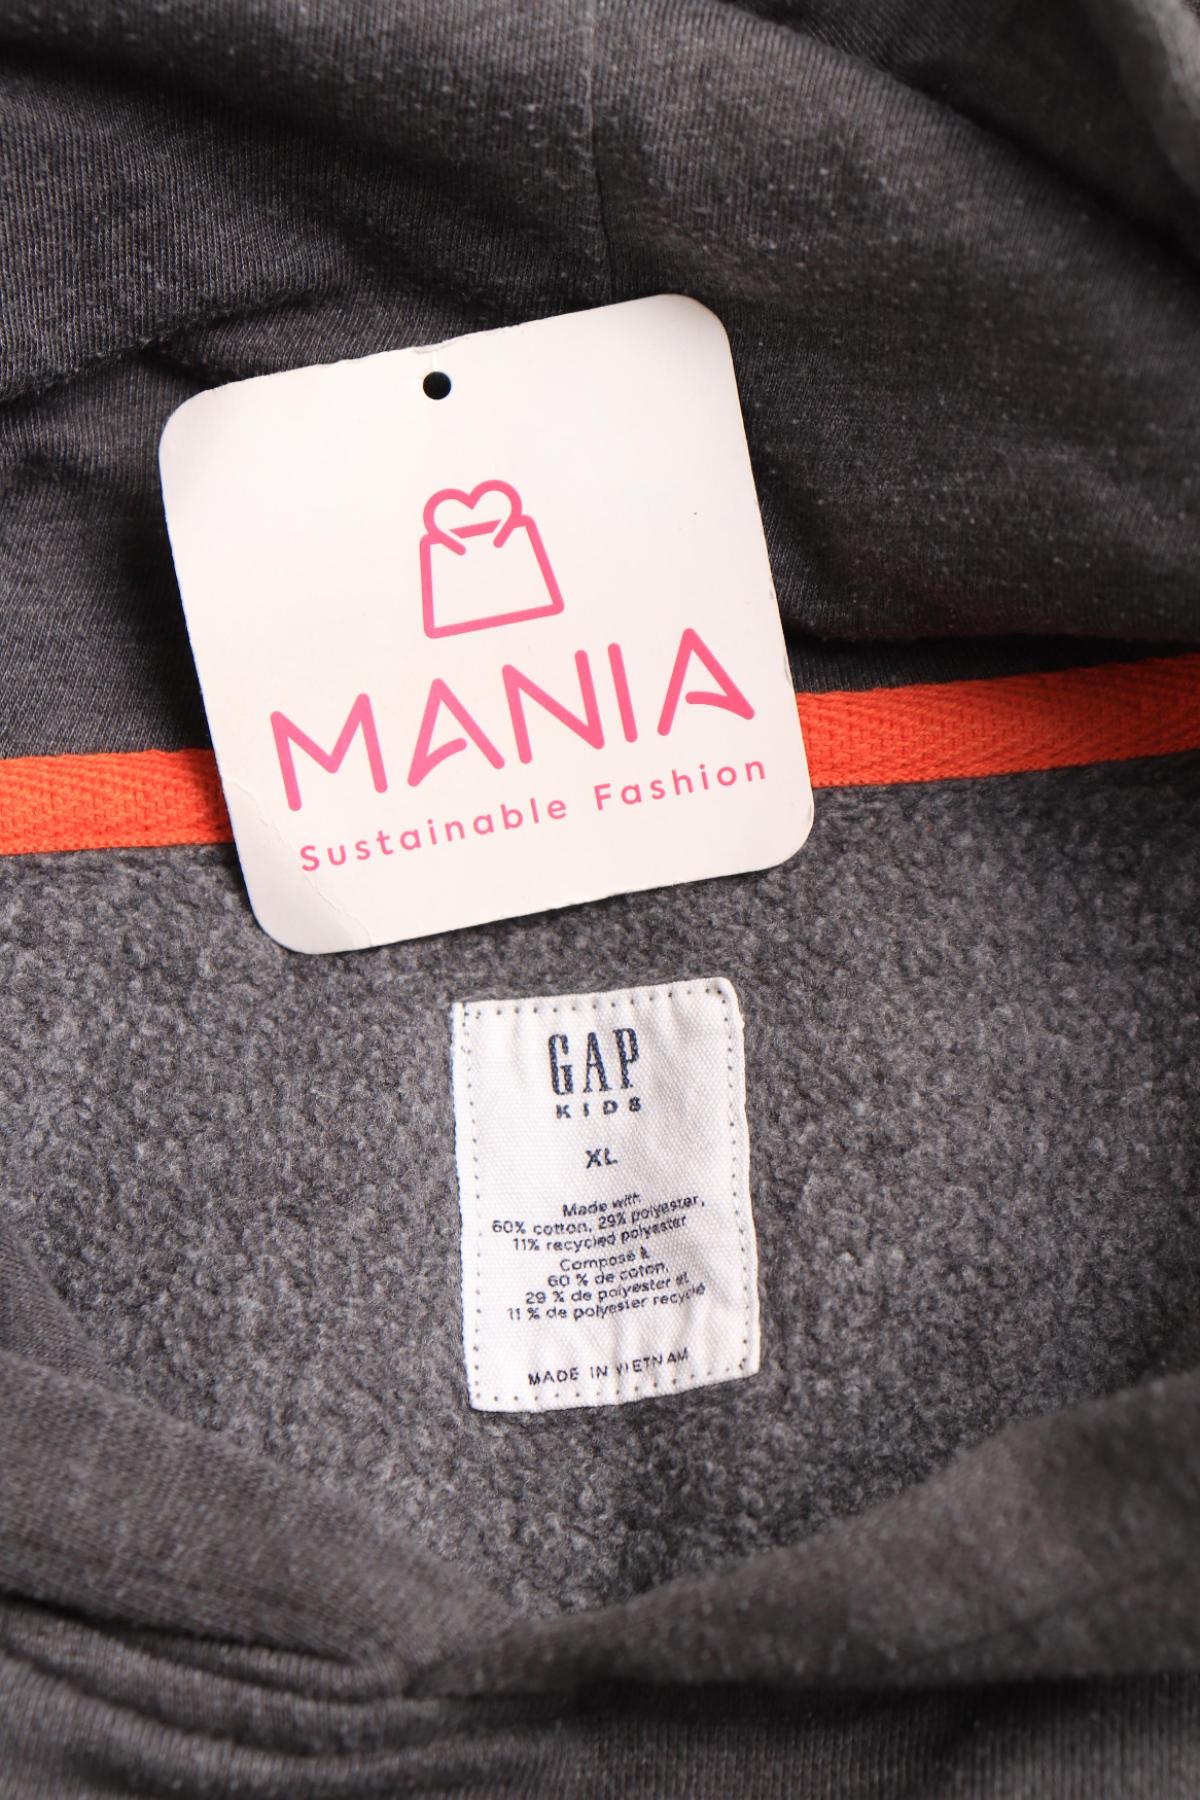 MANIA
Sustainable Fashion
GAP
KIDS
XL
Made with
60% cotton, 29% polyester,
11% recycled polyester
Composé à
60 % de coton,
29 % de polyester et
11 % de polyester recyclé
MADE IN VIETNAM